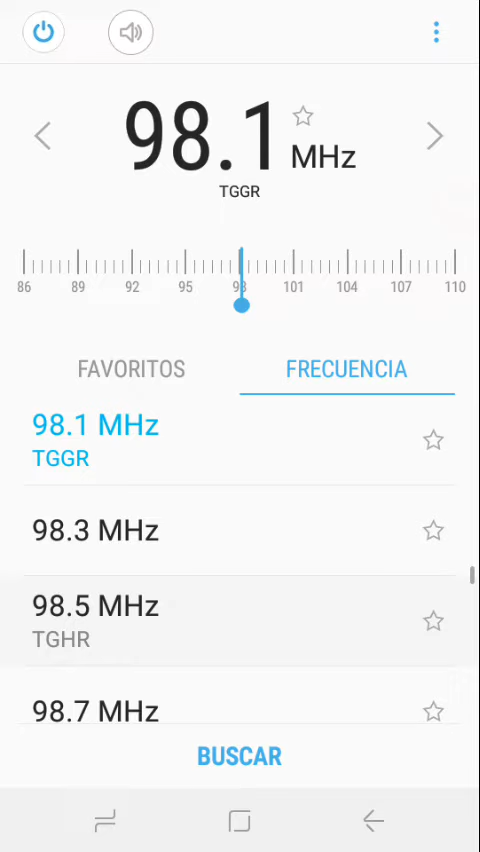 98.1
MHz
TGGR
86 89 92 95 98 101 104 107 110
FAVORITOS FRECUENCIA
98.1 MHz
TGGR
98.3 MHz
98.5 MHz
TGHR
98.7 MHz
BUSCAR